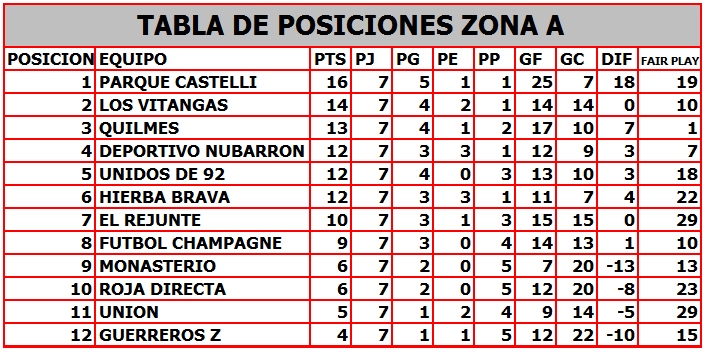 TABLA DE POSICIONES ZONA A
POSICION EQUIPO PTS PJ PG PE PP GF GC DIF FAIR PLAY
1 PARQUE CASTELLI 16 7 5 1 1 25 7 18 19
2 LOS VITANGAS 14 7 4 2 1 14 14 0 10
3 QUILMES 13 7 4 1 2 17 10 7 1
4 DEPORTIVO NUBARRON 12 7 3 3 1 12 9 3 7
5 UNIDOS DE 92 12 7 4 0 3 13 10 3 18
6 HIERBA BRAVA 12 7 3 3 1 11 7 4 22
7 EL REJUNTE 10 7 3 1 3 15 15 0 29
8 FUTBOL CHAMPAGNE 9 7 3 0 4 14 13 1 10
9 MONASTERIO 6 7 2 0 5 7 20 -13 13
10 ROJA DIRECTA 6 7 2 0 5 12 20 -8 23
11 UNION 5 7 1 2 4 9 14 -5 29
12 GUERREROS Z 4 7 1 1 5 12 22 -10 15